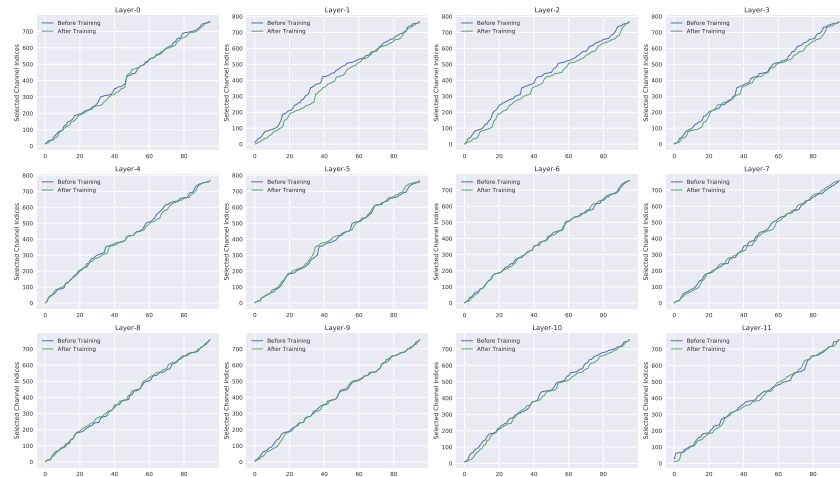 Layer-0
Before Training
After Training
Selected Channel Indices
700
600
500
400
300
200
100
0
0 20 40 60 80
Layer-1
Before Training
After Training
Selected Channel Indices
800
700
600
500
400
300
200
100
0
0 20 40 60 80
Layer-2
Before Training
After Training
Selected Channel Indices
800
700
600
500
400
300
200
100
0
0 20 40 60 80
Layer-3
Before Training
After Training
Selected Channel Indices
800
700
600
500
400
300
200
100
0
0 20 40 60 80
Layer-4
Before Training
After Training
Selected Channel Indices
800
700
600
500
400
300
200
100
0
0 20 40 60 80
Layer-5
Before Training
After Training
Selected Channel Indices
800
700
600
500
400
300
200
100
0
0 20 40 60 80
Layer-6
Before Training
After Training
Selected Channel Indices
700
600
500
400
300
200
100
0
0 20 40 60 80
Layer-7
Before Training
After Training
Selected Channel Indices
700
600
500
400
300
200
100
0
0 20 40 60 80
Layer-8
Before Training
After Training
Selected Channel Indices
700
600
500
400
300
200
100
0
0 20 40 60 80
Layer-9
Before Training
After Training
Selected Channel Indices
700
600
500
400
300
200
100
0
0 20 40 60 80
Layer-10
Before Training
After Training
Selected Channel Indices
700
600
500
400
300
200
100
0
0 20 40 60 80
Layer-11
Before Training
After Training
Selected Channel Indices
700
600
500
400
300
200
100
0
0 20 40 60 80